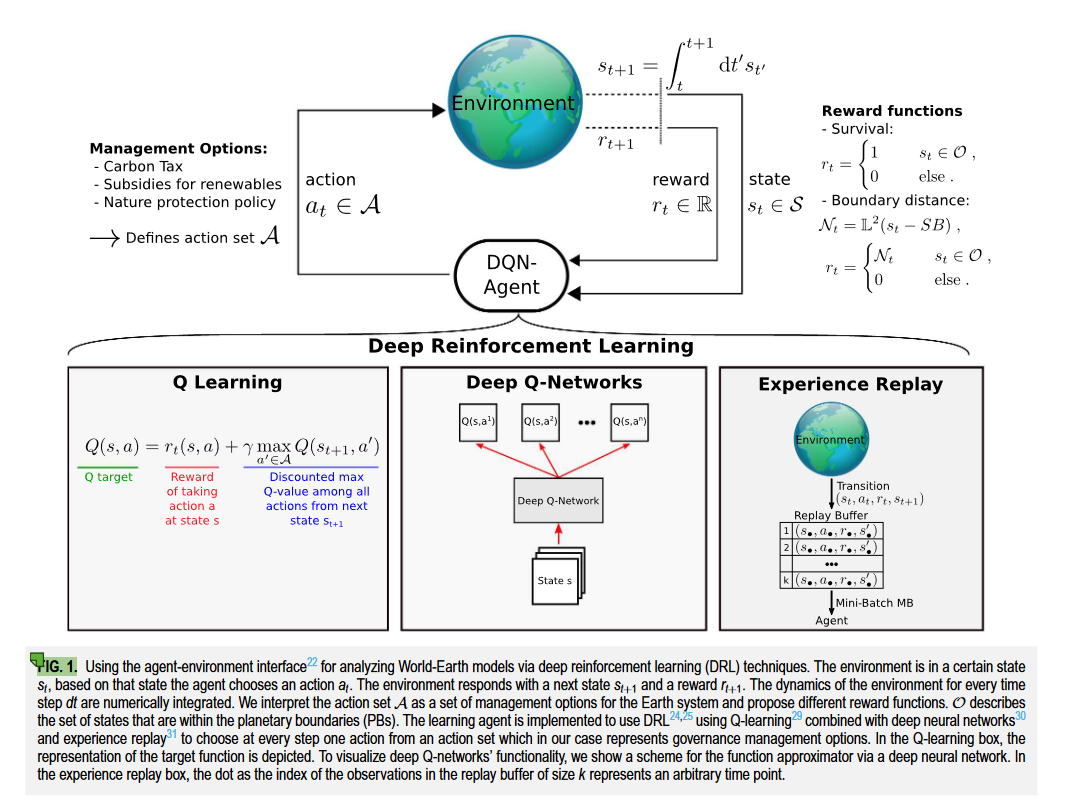 Environment
s_{t+1} = ∫_t^{t+1} dt′s_{t′}
r_{t+1}
Management Options:
- Carbon Tax
- Subsidies for renewables
- Nature protection policy
⟶ Defines action set 𝒜
action
a_t ∈ 𝒜
reward
r_t ∈ ℝ
state
s_t ∈ 𝒮
Reward functions
- Survival:
r_t = { 1 s_t ∈ 𝒪 ,
0 else .
- Boundary distance:
𝒩_t = 𝕃²(s_t − SB) ,
r_t = { 𝒩_t s_t ∈ 𝒪 ,
0 else .
DQN-
Agent
Deep Reinforcement Learning
Q Learning
Q(s, a) = r_t(s, a) + γ max_{a′∈𝒜} Q(s_{t+1}, a′)
Q target
Reward
of taking
action a
at state s
Discounted max
Q-value among all
actions from next
state s_{t+1}
Deep Q-Networks
Q(s,a¹) Q(s,a²) ••• Q(s,aⁿ)
Deep Q-Network
State s
Experience Replay
Environment
Transition
(s_t, a_t, r_t, s_{t+1})
Replay Buffer
1 (s_•, a_•, r_•, s′_•)
2 (s_•, a_•, r_•, s′_•)
•••
k (s_•, a_•, r_•, s′_•)
Mini-Batch MB
Agent
FIG. 1. Using the agent-environment interface²² for analyzing World-Earth models via deep reinforcement learning (DRL) techniques. The environment is in a certain state
s_t, based on that state the agent chooses an action a_t. The environment responds with a next state s_{t+1} and a reward r_{t+1}. The dynamics of the environment for every time
step dt are numerically integrated. We interpret the action set 𝒜 as a set of management options for the Earth system and propose different reward functions. 𝒪 describes
the set of states that are within the planetary boundaries (PBs). The learning agent is implemented to use DRL²⁴,²⁵ using Q-learning²⁹ combined with deep neural networks³⁰
and experience replay³¹ to choose at every step one action from an action set which in our case represents governance management options. In the Q-learning box, the
representation of the target function is depicted. To visualize deep Q-networks' functionality, we show a scheme for the function approximator via a deep neural network. In
the experience replay box, the dot as the index of the observations in the replay buffer of size k represents an arbitrary time point.